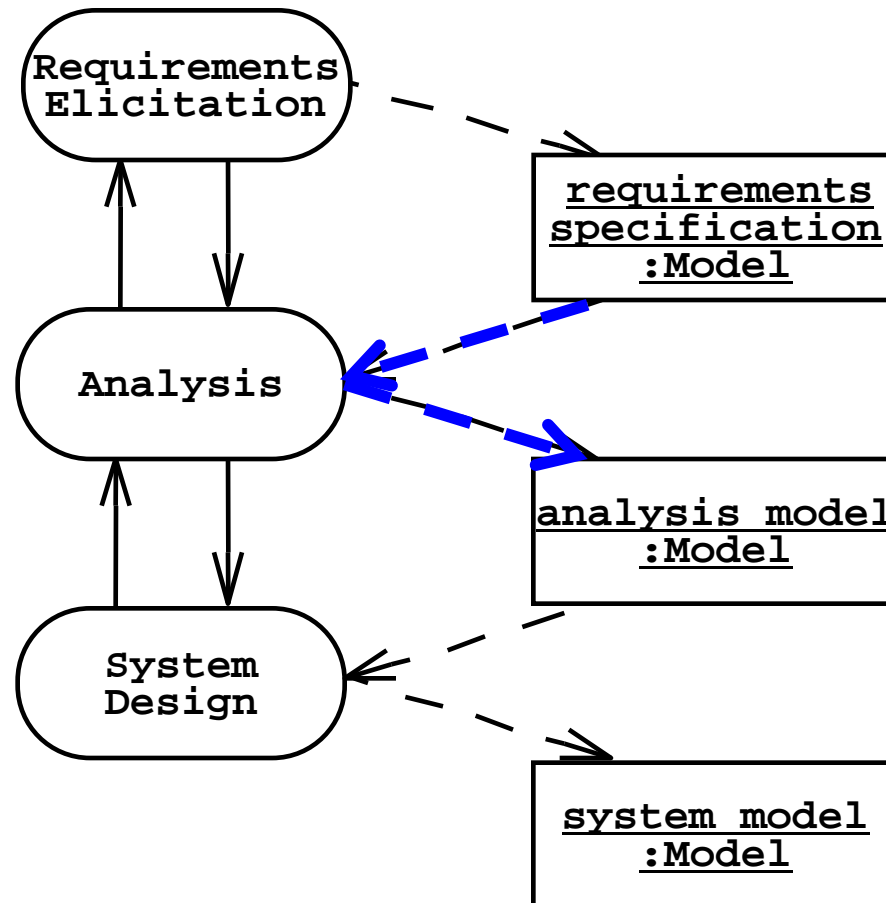 Requirements
Elicitation
requirements
specification
:Model
Analysis
analysis model
:Model
System
Design
system model
:Model